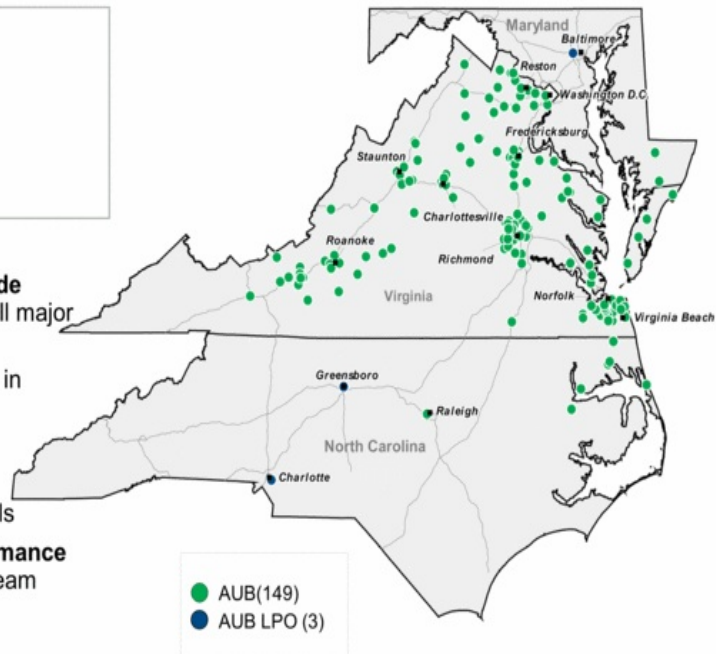 Maryland
Baltimore
Reston
Washington D.C.
Fredericksburg
Staunton
Charlottesville
Roanoke
Richmond
Virginia
Norfolk
Virginia Beach
de
ll major
in
Greensboro
Raleigh
North Carolina
Charlotte
ls
mance
eam
AUB(149)
AUB LPO (3)